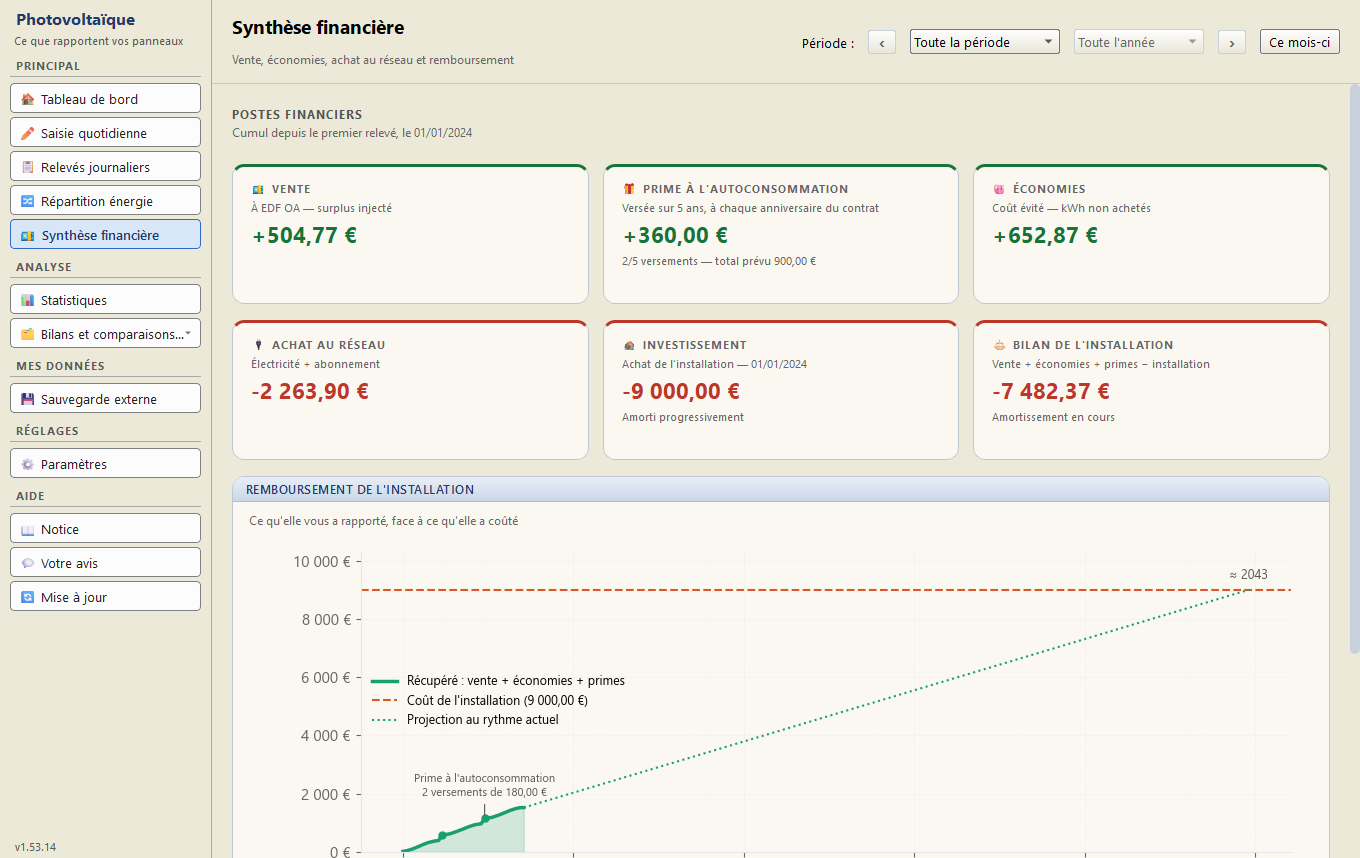 Photovoltaïque
Ce que rapportent vos panneaux
PRINCIPAL
Tableau de bord
Saisie quotidienne
Relevés journaliers
Répartition énergie
Synthèse financière
ANALYSE
Statistiques
Bilans et comparaisons...
MES DONNÉES
Sauvegarde externe
RÉGLAGES
Paramètres
AIDE
Notice
Votre avis
Mise à jour
v1.53.14
Synthèse financière
Vente, économies, achat au réseau et remboursement
Période : ‹ Toute la période Toute l'année › Ce mois-ci
POSTES FINANCIERS
Cumul depuis le premier relevé, le 01/01/2024
VENTE
À EDF OA — surplus injecté
+504,77 €
PRIME À L'AUTOCONSOMMATION
Versée sur 5 ans, à chaque anniversaire du contrat
+360,00 €
2/5 versements — total prévu 900,00 €
ÉCONOMIES
Coût évité — kWh non achetés
+652,87 €
ACHAT AU RÉSEAU
Électricité + abonnement
-2 263,90 €
INVESTISSEMENT
Achat de l'installation — 01/01/2024
-9 000,00 €
Amorti progressivement
BILAN DE L'INSTALLATION
Vente + économies + primes − installation
-7 482,37 €
Amortissement en cours
REMBOURSEMENT DE L'INSTALLATION
Ce qu'elle vous a rapporté, face à ce qu'elle a coûté
10 000 €
≈ 2043
8 000 €
6 000 €
Récupéré : vente + économies + primes
Coût de l'installation (9 000,00 €)
Projection au rythme actuel
4 000 €
Prime à l'autoconsommation
2 versements de 180,00 €
2 000 €
0 €